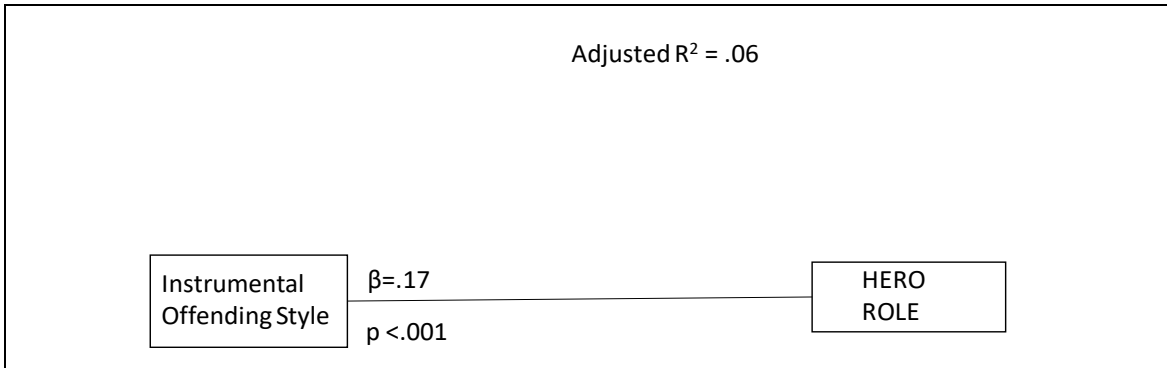 Adjusted R² = .06
Instrumental
Offending Style
β=.17
p <.001
HERO
ROLE